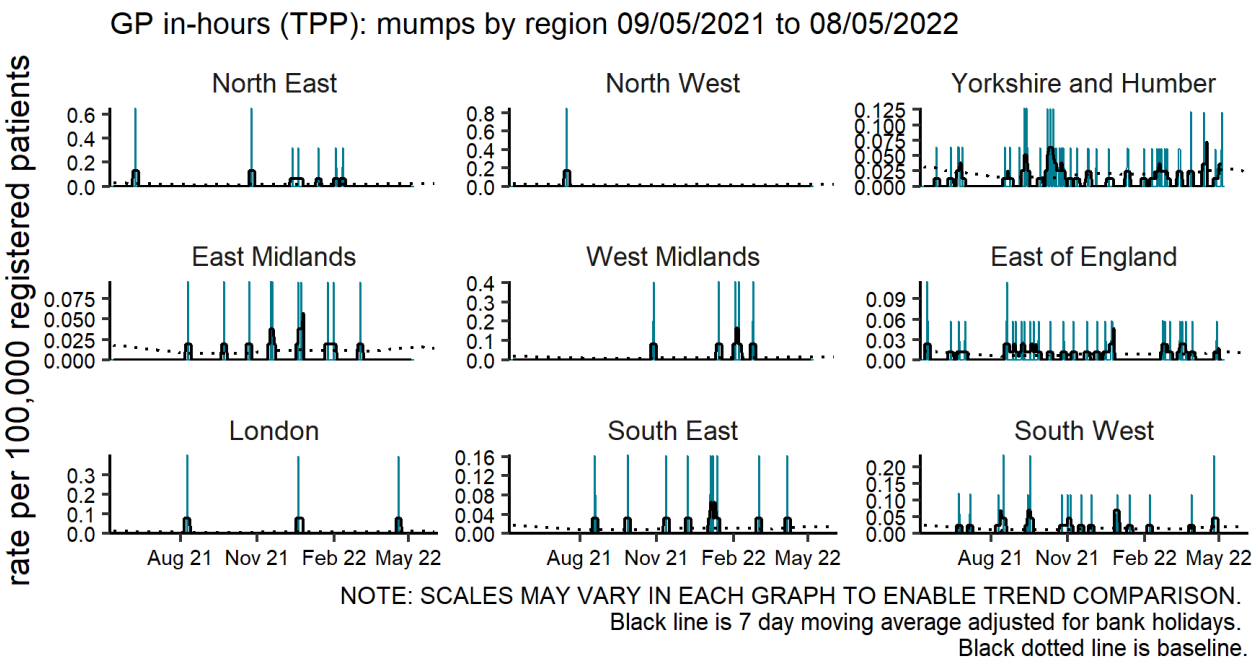 GP in-hours (TPP): mumps by region 09/05/2021 to 08/05/2022
rate per 100,000 registered patients
North East
0.6
0.4
0.2
0.0
North West
0.8
0.6
0.4
0.2
0.0
Yorkshire and Humber
0.125
0.100
0.075
0.050
0.025
0.000
East Midlands
0.075
0.050
0.025
0.000
West Midlands
0.4
0.3
0.2
0.1
0.0
East of England
0.09
0.06
0.03
0.00
London
0.3
0.2
0.1
0.0
Aug 21 Nov 21 Feb 22 May 22
South East
0.16
0.12
0.08
0.04
0.00
Aug 21 Nov 21 Feb 22 May 22
South West
0.20
0.15
0.10
0.05
0.00
Aug 21 Nov 21 Feb 22 May 22
NOTE: SCALES MAY VARY IN EACH GRAPH TO ENABLE TREND COMPARISON.
Black line is 7 day moving average adjusted for bank holidays.
Black dotted line is baseline.